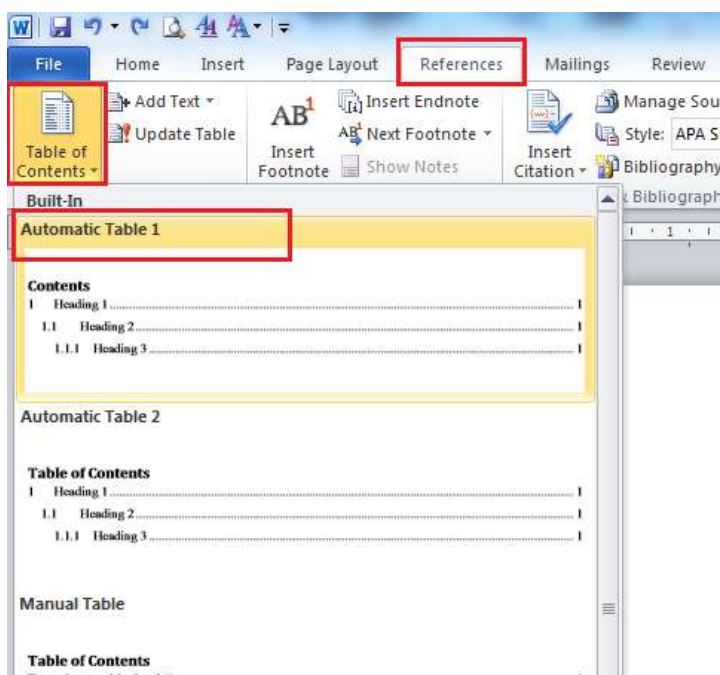 W
File Home Insert Page Layout References Mailings Review
Table of Contents
Add Text
Update Table
AB1
Insert Footnote
Insert Endnote
AB1 Next Footnote
Show Notes
Insert Citation
Manage Sou
Style: APA S
Bibliography
Built-In
& Bibliograph
Automatic Table 1
1
Contents
1 Heading 1 ........ 1
1.1 Heading 2 ........ 1
1.1.1 Heading 3 ........ 1
Automatic Table 2
Table of Contents
1 Heading 1 ........ 1
1.1 Heading 2 ........ 1
1.1.1 Heading 3 ........ 1
Manual Table
Table of Contents